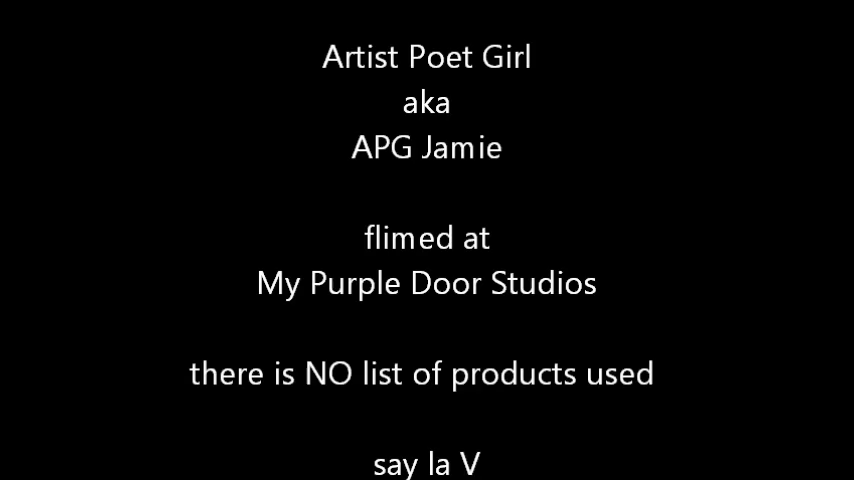 Artist Poet Girl
aka
APG Jamie
flimed at
My Purple Door Studios
there is NO list of products used
say la V